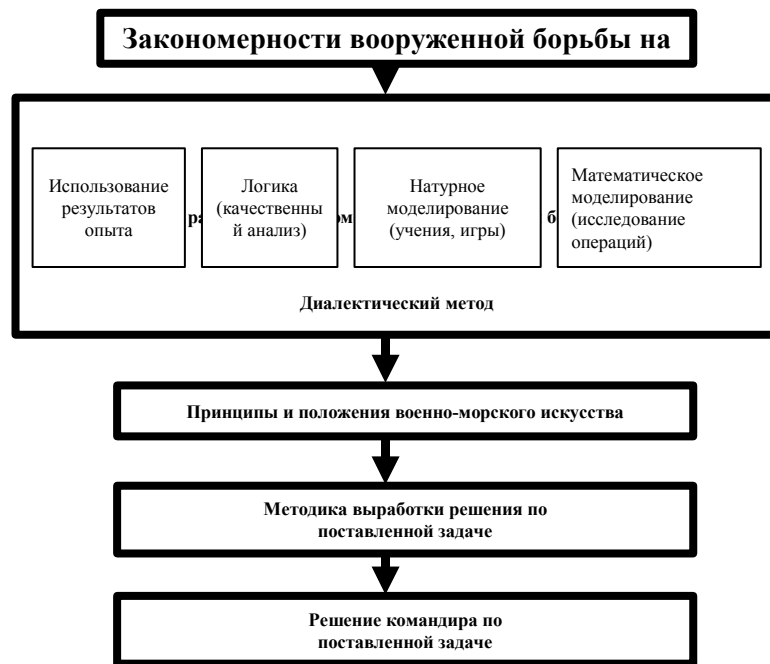 Закономерности вооруженной борьбы на
Использование
результатов
опыта
Логика
(качественны
й анализ)
Натурное
моделирование
(учения, игры)
Математическое
моделирование
(исследование
операций)
Диалектический метод
Принципы и положения военно-морского искусства
Методика выработки решения по
поставленной задаче
Решение командира по
поставленной задаче